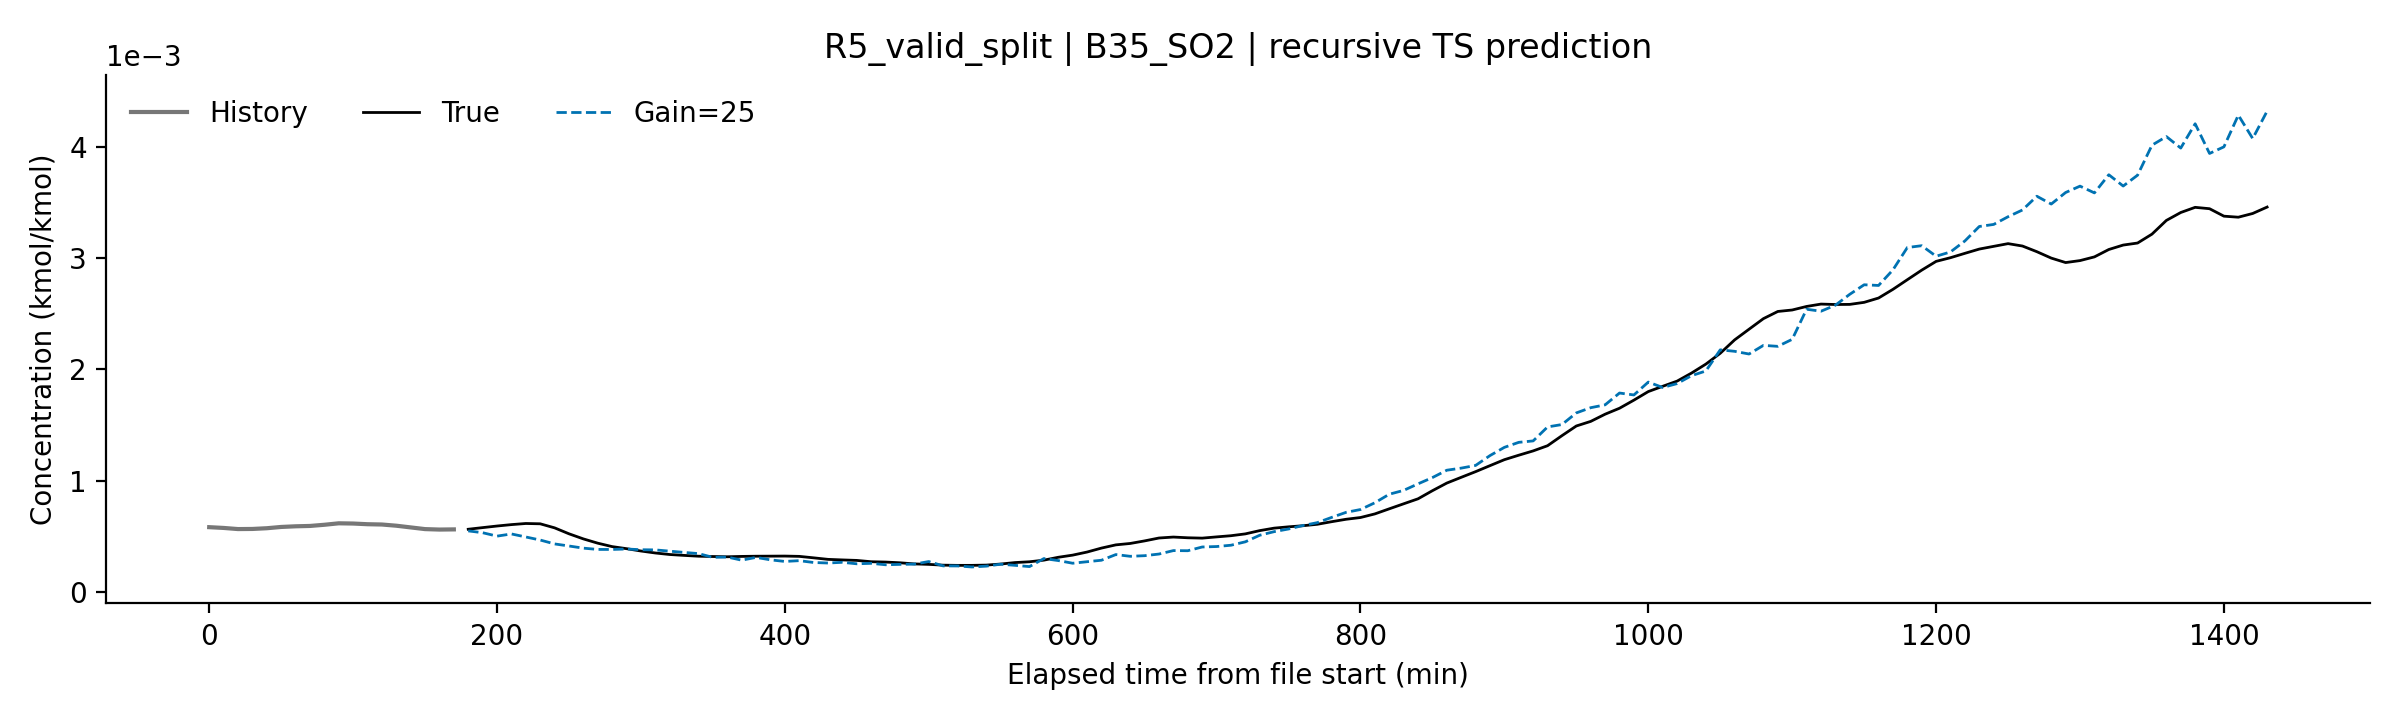 R5_valid_split | B35_SO2 | recursive TS prediction
1e−3
History True Gain=25
4
3
2
1
0
Concentration (kmol/kmol)
0 200 400 600 800 1000 1200 1400
Elapsed time from file start (min)